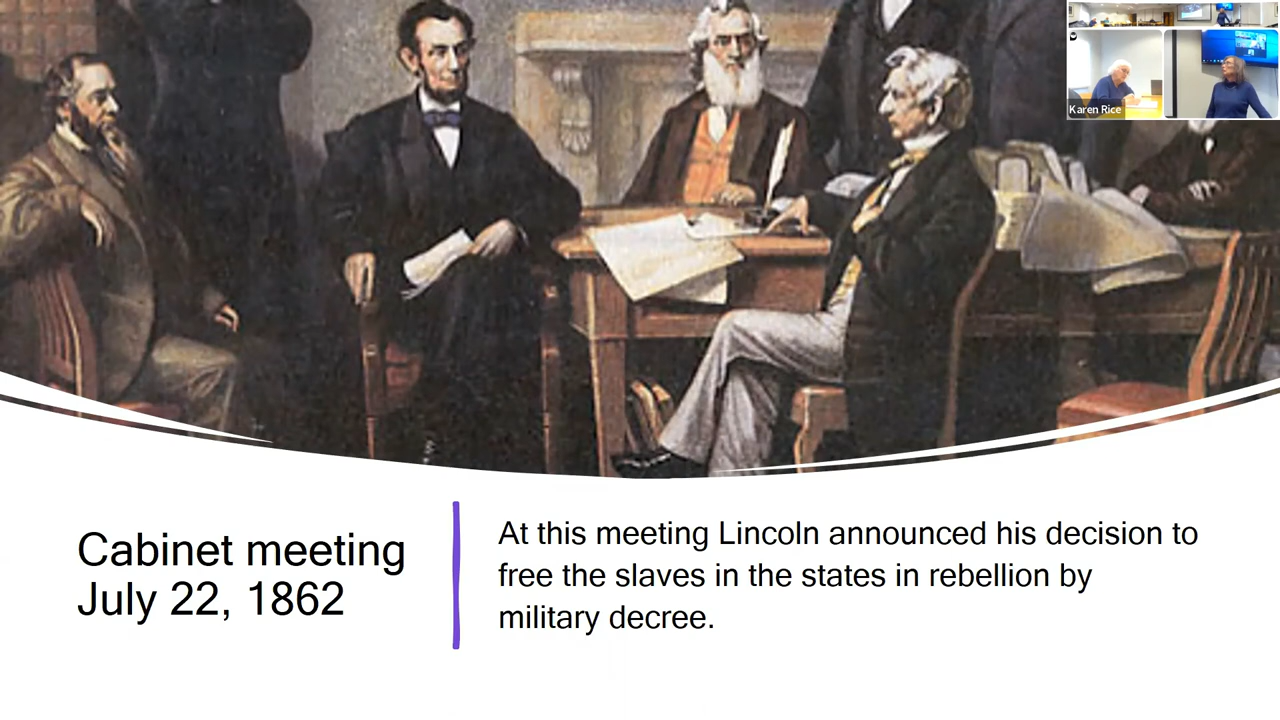 Karen Rice
Cabinet meeting
July 22, 1862
At this meeting Lincoln announced his decision to
free the slaves in the states in rebellion by
military decree.